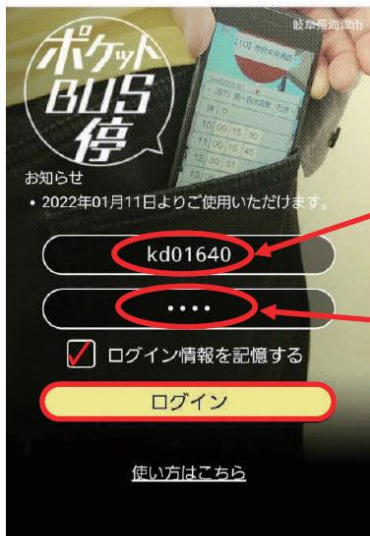 岐阜県海津市
ポケット
BUS
停
お知らせ
・2022年01月11日よりご使用いただけます。
kd01640
••••
ログイン情報を記憶する
ログイン
使い方はこちら